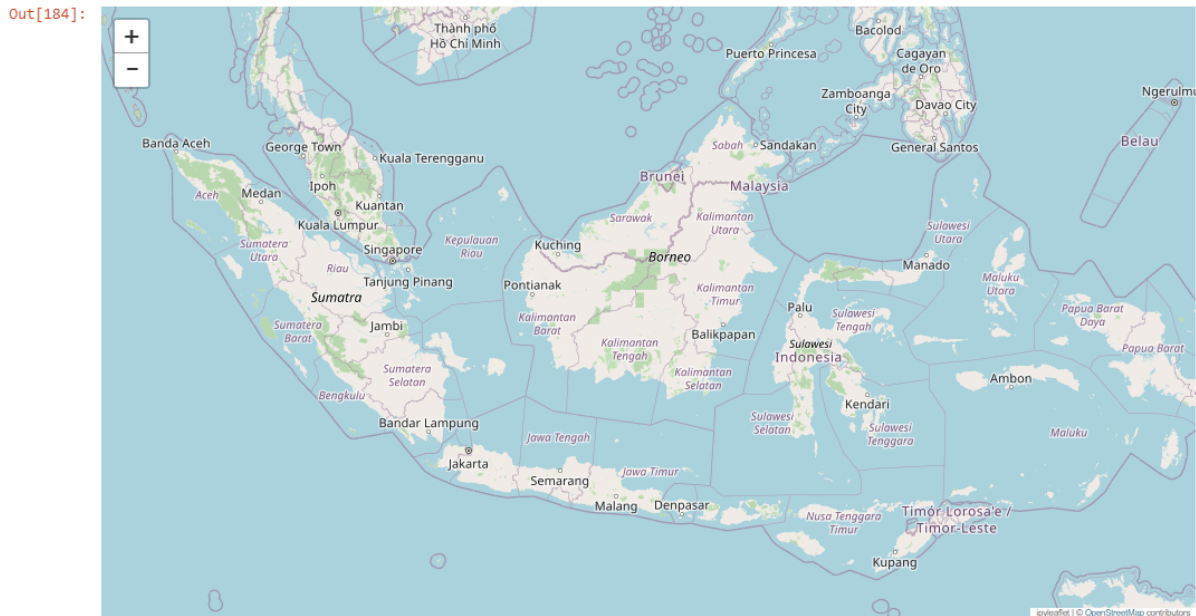 Out[184]:
+
−
Thành phố
Hồ Chí Minh
Bacolod
Puerto Princesa
Cagayan
de Oro
Zamboanga
City
Davao City
Ngerulmu
Banda Aceh
George Town
Kuala Terengganu
General Santos
Belau
Sabah
Sandakan
Ipoh
Brunei
Malaysia
Aceh
Medan
Kuantan
Kuala Lumpur
Sarawak
Kalimantan
Utara
Sulawesi
Utara
Sumatera
Utara
Singapore
Kepulauan
Riau
Kuching
Borneo
Riau
Manado
Tanjung Pinang
Pontianak
Maluku
Utara
Sumatra
Kalimantan
Timur
Palu
Kalimantan
Barat
Sulawesi
Tengah
Papua Barat
Daya
Sumatera
Barat
Jambi
Balikpapan
Kalimantan
Tengah
Sulawesi
Indonesia
Papua Barat
Sumatera
Selatan
Kalimantan
Selatan
Ambon
Bengkulu
Kendari
Bandar Lampung
Sulawesi
Selatan
Sulawesi
Tenggara
Maluku
Jawa Tengah
Jakarta
Jawa Timur
Semarang
Malang
Denpasar
Nusa Tenggara
Timur
Timór Lorosa'e /
Timor-Leste
Kupang
ipyleaflet | © OpenStreetMap contributors